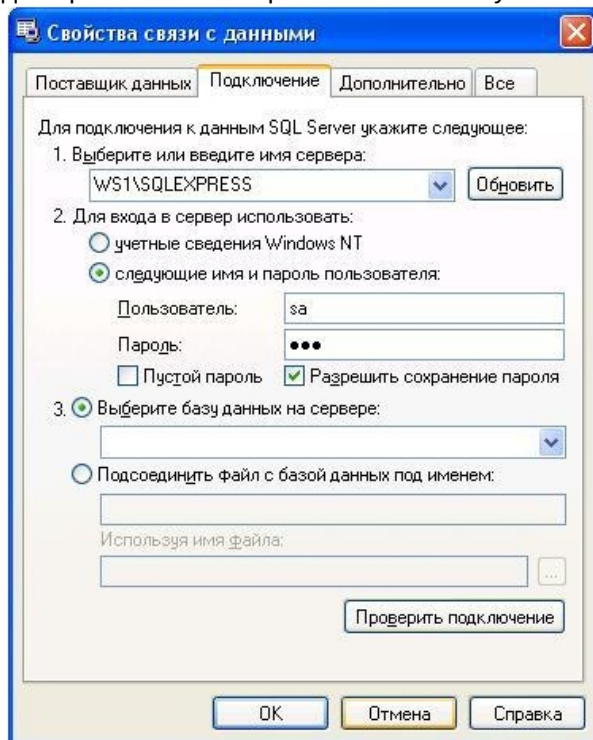 Свойства связи с данными
Поставщик данных Подключение Дополнительно Все
Для подключения к данным SQL Server укажите следующее:
1. Выберите или введите имя сервера:
WS1\SQLEXPRESS Обновить
2. Для входа в сервер использовать:
учетные сведения Windows NT
следующие имя и пароль пользователя:
Пользователь: sa
Пароль: ●●●
Пустой пароль Разрешить сохранение пароля
3. Выберите базу данных на сервере:
Подсоединить файл с базой данных под именем:
Используя имя файла:
...
Проверить подключение
OK Отмена Справка